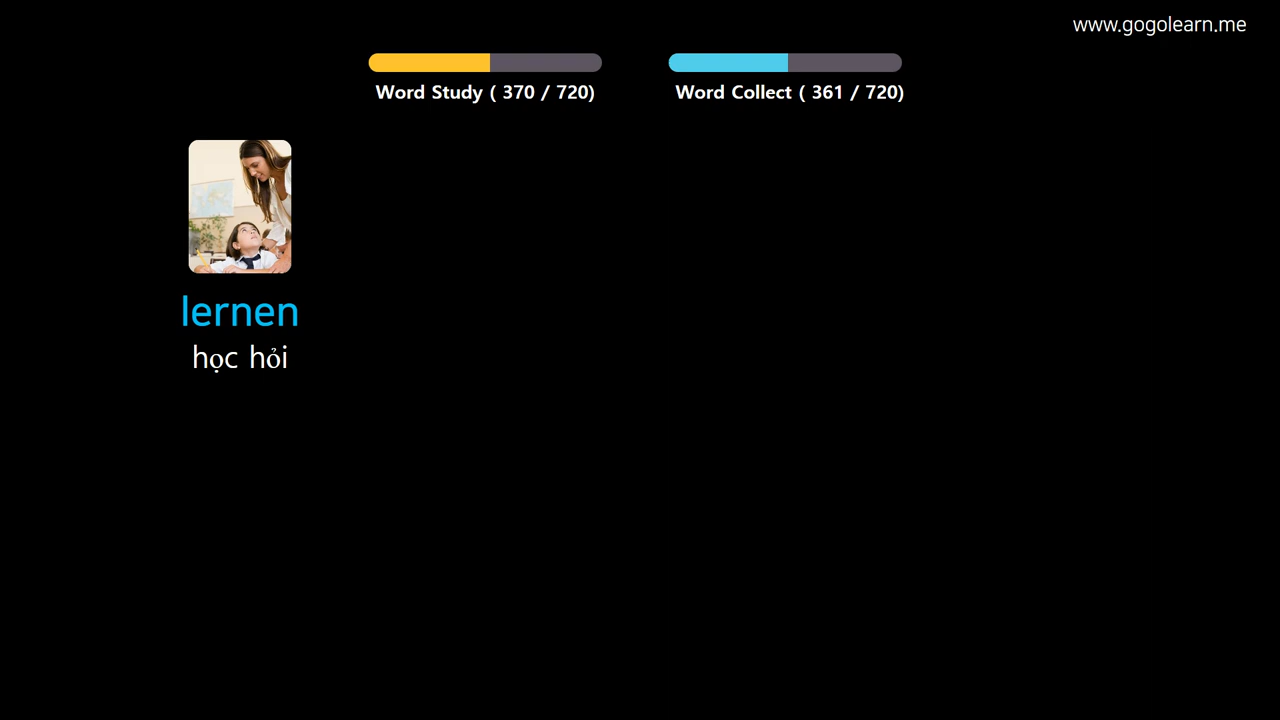 www.gogolearn.me
Word Study ( 370 / 720)
Word Collect ( 361 / 720)
lernen
học hỏi